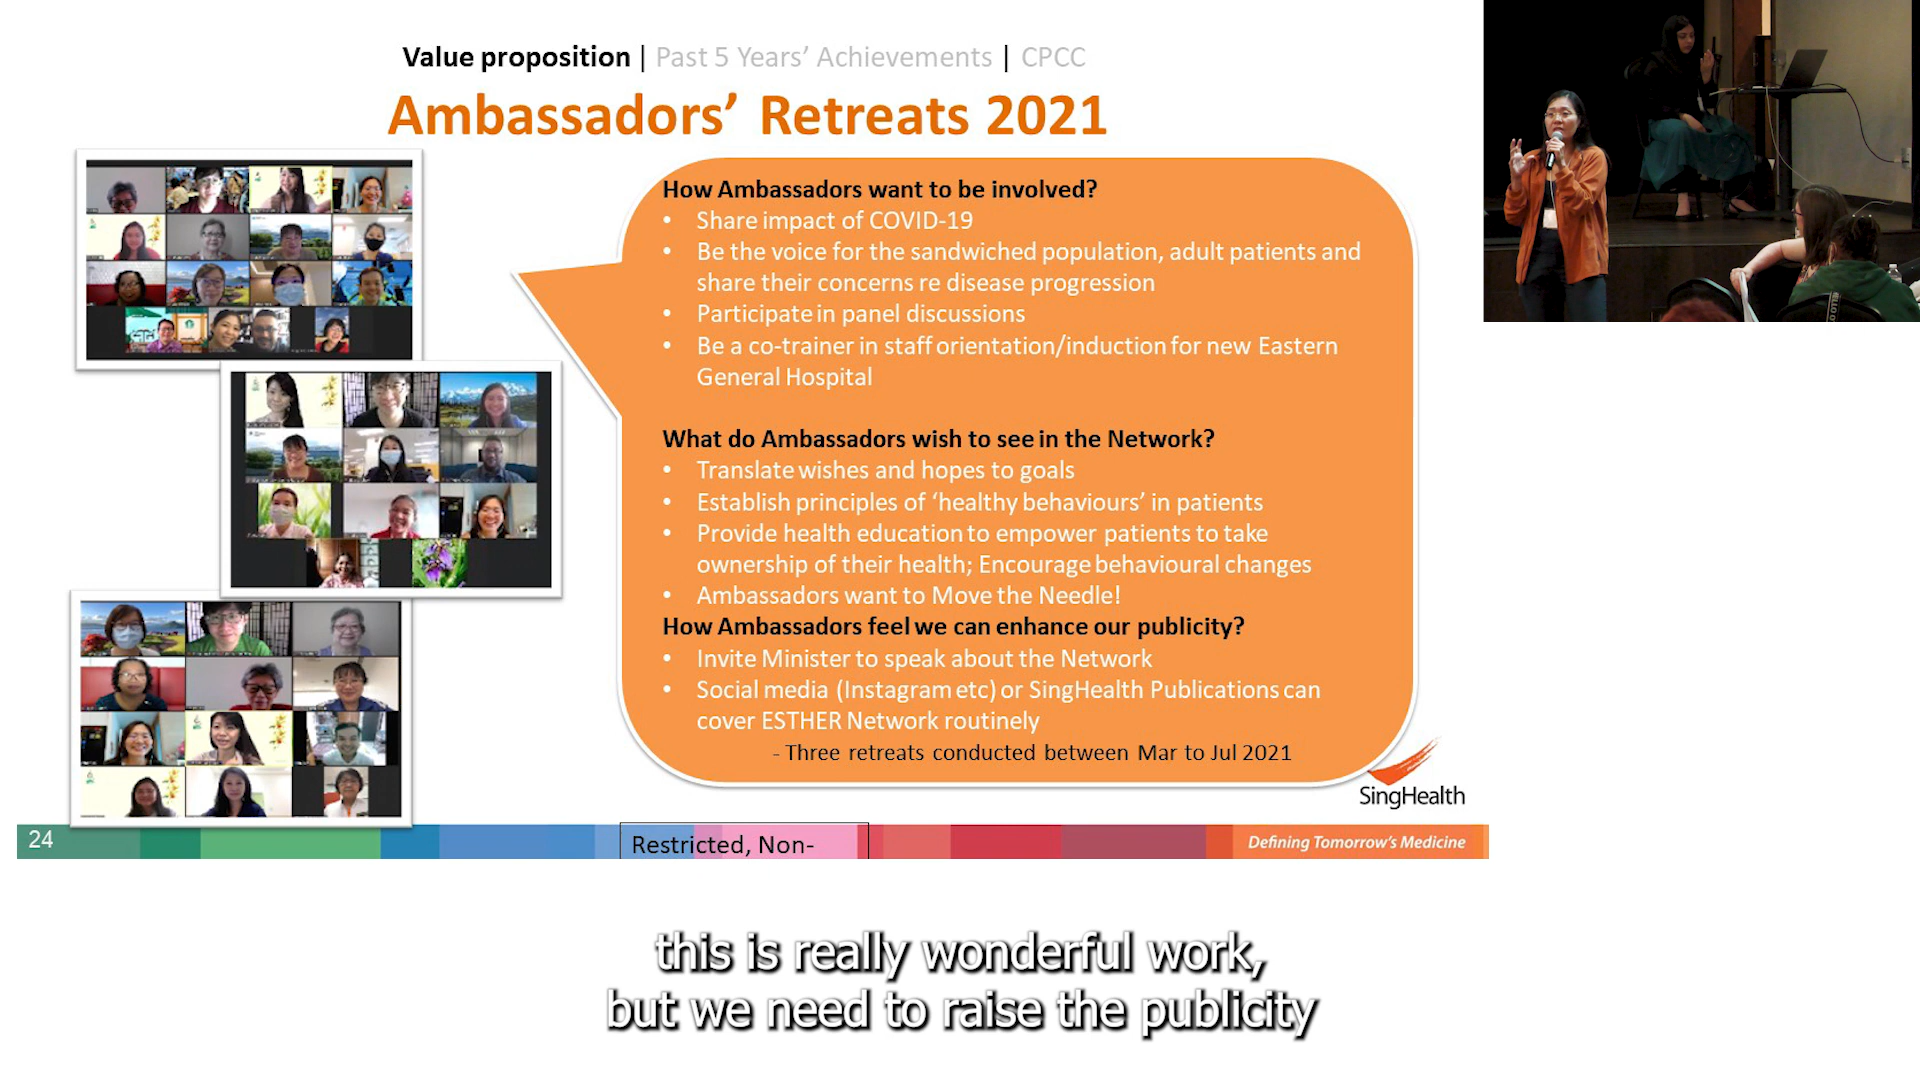 Value proposition | Past 5 Years' Achievements | CPCC
Ambassadors' Retreats 2021
How Ambassadors want to be involved?
• Share impact of COVID-19
• Be the voice for the sandwiched population, adult patients and
share their concerns re disease progression
• Participate in panel discussions
• Be a co-trainer in staff orientation/induction for new Eastern
General Hospital
What do Ambassadors wish to see in the Network?
• Translate wishes and hopes to goals
• Establish principles of 'healthy behaviours' in patients
• Provide health education to empower patients to take
ownership of their health; Encourage behavioural changes
• Ambassadors want to Move the Needle!
How Ambassadors feel we can enhance our publicity?
• Invite Minister to speak about the Network
• Social media (Instagram etc) or SingHealth Publications can
cover ESTHER Network routinely
- Three retreats conducted between Mar to Jul 2021
SingHealth
24
Restricted, Non-
Defining Tomorrow's Medicine
this is really wonderful work,
but we need to raise the publicity